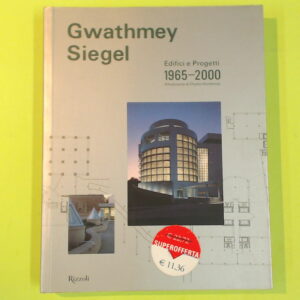 Gwathmey
Siegel
Edifici e Progetti
1965–2000
SUPEROFFERTA
€ 11,36
Rizzoli